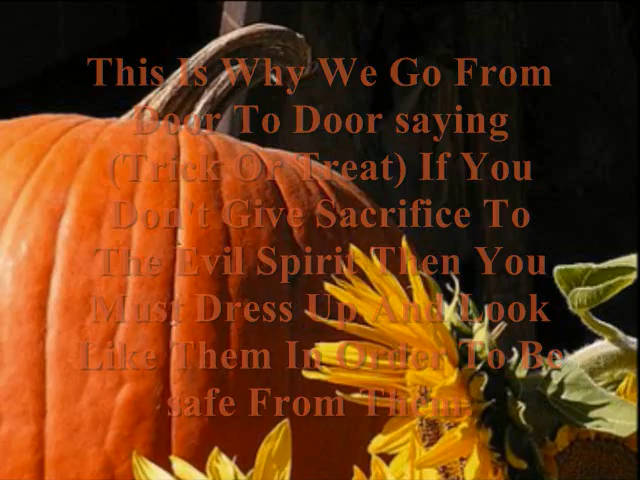 This Is Why We Go From
Door To Door saying
(Trick Or Treat) If You
Don't Give Sacrifice To
The Evil Spirit Then You
Must Dress Up And Look
Like Them In Order To Be
safe From Them.